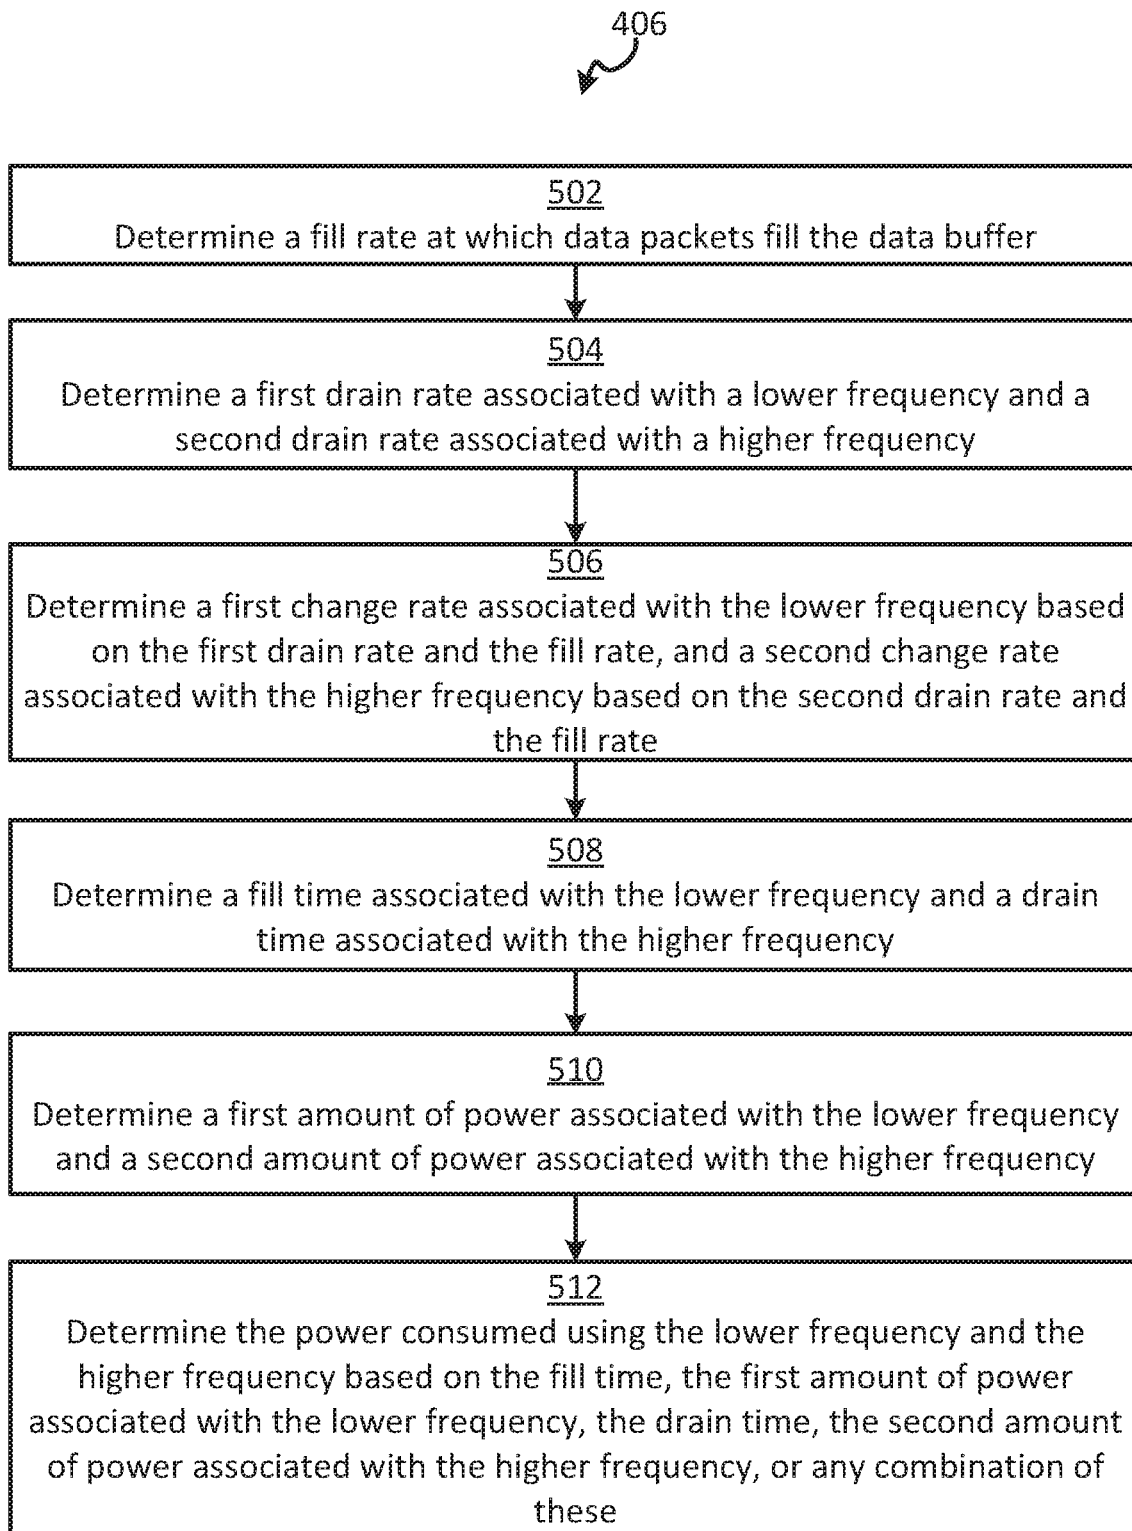 406
502
Determine a fill rate at which data packets fill the data buffer
504
Determine a first drain rate associated with a lower frequency and a
second drain rate associated with a higher frequency
506
Determine a first change rate associated with the lower frequency based
on the first drain rate and the fill rate, and a second change rate
associated with the higher frequency based on the second drain rate and
the fill rate
508
Determine a fill time associated with the lower frequency and a drain
time associated with the higher frequency
510
Determine a first amount of power associated with the lower frequency
and a second amount of power associated with the higher frequency
512
Determine the power consumed using the lower frequency and the
higher frequency based on the fill time, the first amount of power
associated with the lower frequency, the drain time, the second amount
of power associated with the higher frequency, or any combination of
these